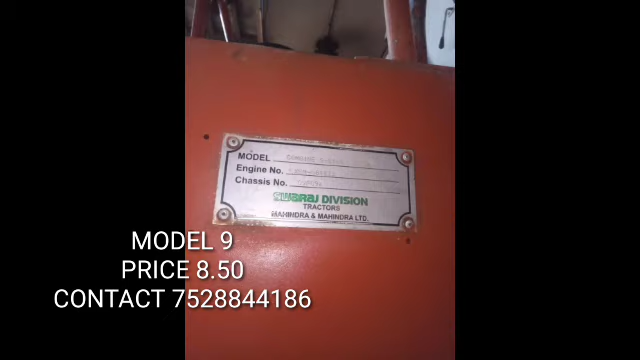 MODEL
Engine No.
Chassis No.
SWARAJ DIVISION
TRACTORS
MAHINDRA & MAHINDRA LTD.
MODEL 9
PRICE 8.50
CONTACT 7528844186